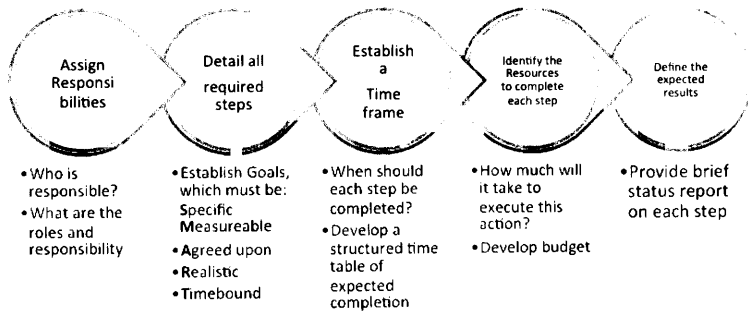 Assign
Responsi
bilities
Detail all
required
steps
Establish
a
Time
frame
Identify the
Resources
to complete
each step
Define the
expected
results
• Who is
responsible?
• What are the
roles and
responsibility
• Establish Goals,
which must be:
Specific
Measureable
• Agreed upon
• Realistic
• Timebound
• When should
each step be
completed?
• Develop a
structured time
table of
expected
completion
• How much will
it take to
execute this
action?
• Develop budget
• Provide brief
status report
on each step